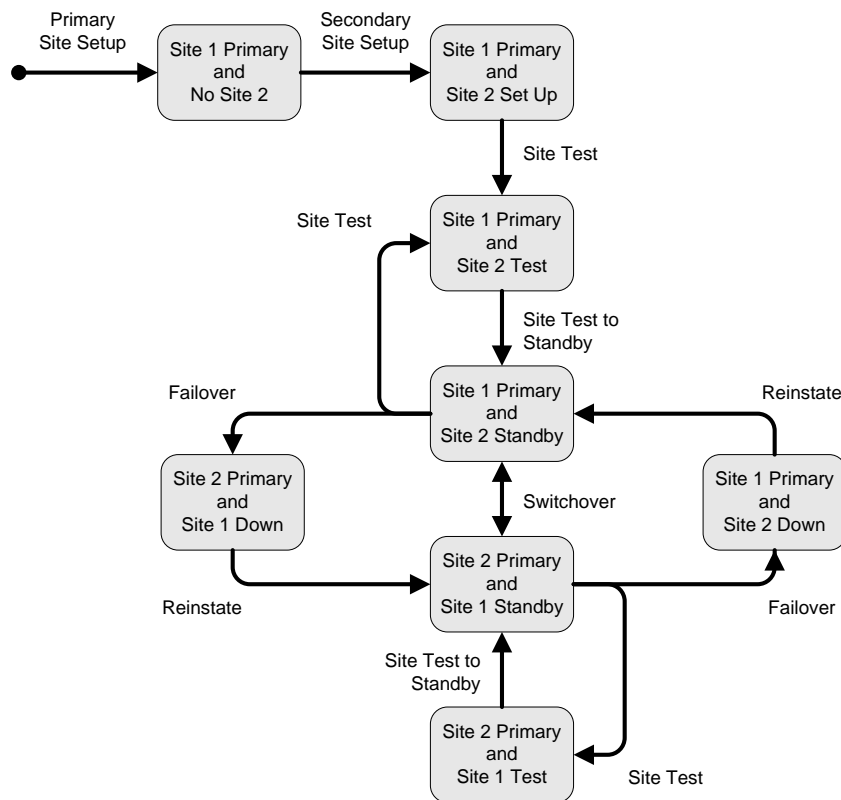 Primary
Site Setup
Secondary
Site Setup
Site 1 Primary
and
No Site 2
Site 1 Primary
and
Site 2 Set Up
Site Test
Site Test
Site 1 Primary
and
Site 2 Test
Site Test to
Standby
Failover
Site 1 Primary
and
Site 2 Standby
Reinstate
Site 2 Primary
and
Site 1 Down
Switchover
Site 1 Primary
and
Site 2 Down
Reinstate
Site 2 Primary
and
Site 1 Standby
Failover
Site Test to
Standby
Site 2 Primary
and
Site 1 Test
Site Test